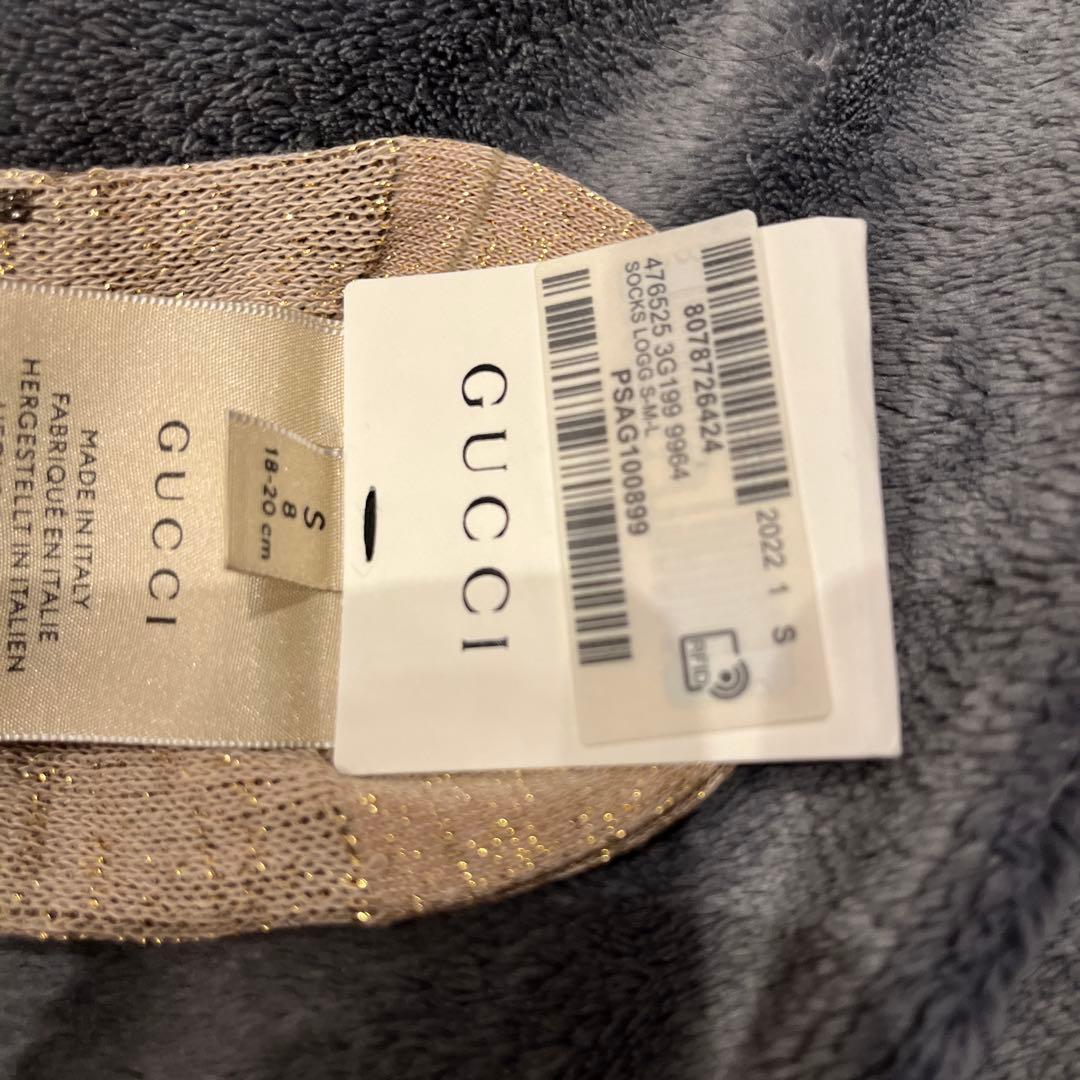 GUCCI
MADE IN ITALY
FABRIQUÉ EN ITALIE
HERGESTELLT IN ITALIEN
S
8
18-20 cm
GUCCI
8078726424
476525 3G199 9964
SOCKS LOGG S-M-L
PSAG100899
2022 1 S
RFID